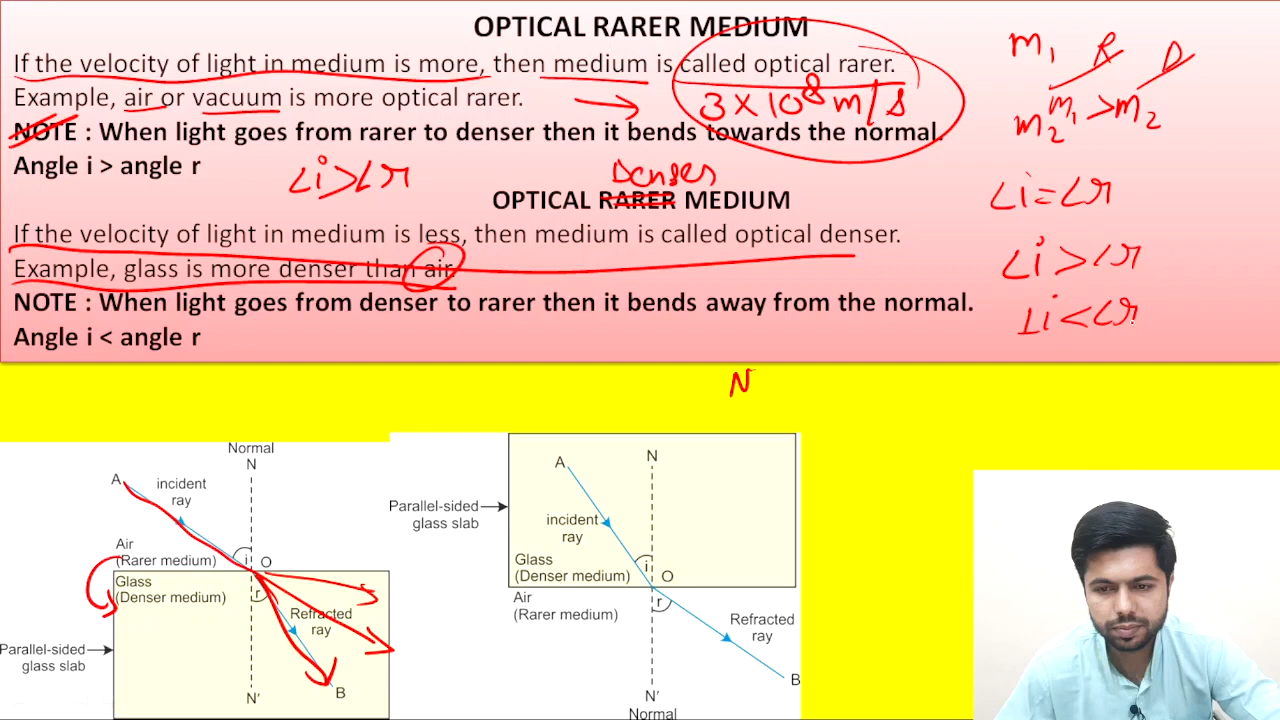 OPTICAL RARER MEDIUM
If the velocity of light in medium is more, then medium is called optical rarer.
Example, air or vacuum is more optical rarer.
3 X 10^8 m/s
NOTE : When light goes from rarer to denser then it bends towards the normal.
Angle i > angle r
∠i > ∠r
m1 R D
m1 > m2
m2
∠i = ∠r
∠i > ∠r
∠i < ∠r
Denser
OPTICAL RARER MEDIUM
If the velocity of light in medium is less, then medium is called optical denser.
Example, glass is more denser than air.
NOTE : When light goes from denser to rarer then it bends away from the normal.
Angle i < angle r
N
Normal
N
A
incident
ray
Air
(Rarer medium)
i
O
Glass
(Denser medium)
r
Refracted
ray
Parallel-sided
glass slab
N'
B
N
A
Parallel-sided
glass slab
incident
ray
Glass
(Denser medium)
i
O
Air
(Rarer medium)
r
Refracted
ray
B
N'
Normal